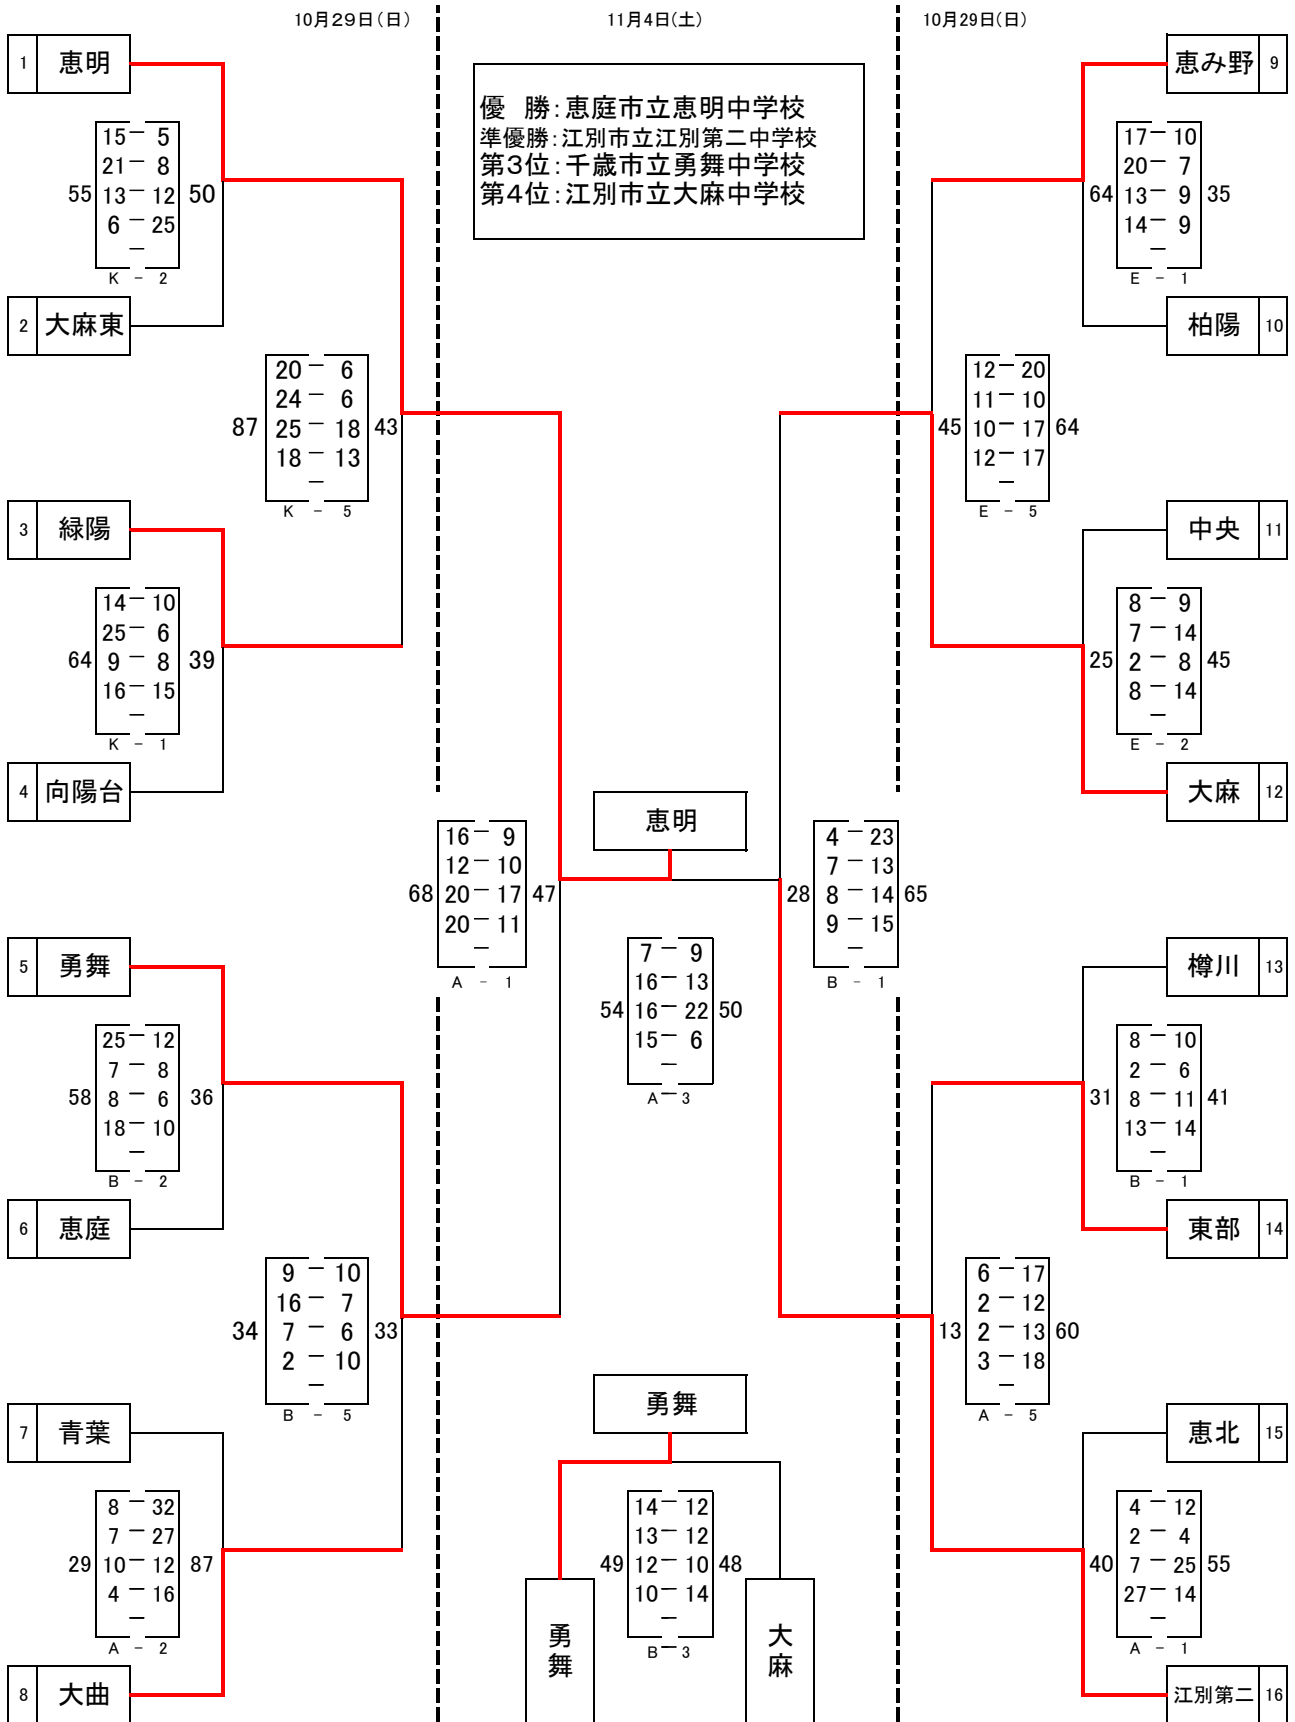 10月29日(日)
11月4日(土)
10月29日(日)
優　勝:恵庭市立恵明中学校
準優勝:江別市立江別第二中学校
第3位:千歳市立勇舞中学校
第4位:江別市立大麻中学校
1 恵明
15 － 5
21 － 8
55 13 － 12 50
6 － 25
－
K － 2
2 大麻東
20 － 6
24 － 6
87 25 － 18 43
18 － 13
－
K － 5
3 緑陽
14 － 10
25 － 6
64 9 － 8 39
16 － 15
－
K － 1
4 向陽台
16 － 9
12 － 10
68 20 － 17 47
20 － 11
－
A － 1
5 勇舞
25 － 12
7 － 8
58 8 － 6 36
18 － 10
－
B － 2
6 恵庭
9 － 10
16 － 7
34 7 － 6 33
2 － 10
－
B － 5
7 青葉
8 － 32
7 － 27
29 10 － 12 87
4 － 16
－
A － 2
8 大曲
恵明
7 － 9
16 － 13
54 16 － 22 50
15 － 6
－
A － 3
勇舞
14 － 12
13 － 12
49 12 － 10 48
10 － 14
－
B － 3
勇舞
大麻
恵み野 9
17 － 10
20 － 7
64 13 － 9 35
14 － 9
－
E － 1
柏陽 10
12 － 20
11 － 10
45 10 － 17 64
12 － 17
－
E － 5
中央 11
8 － 9
7 － 14
25 2 － 8 45
8 － 14
－
E － 2
大麻 12
4 － 23
7 － 13
28 8 － 14 65
9 － 15
－
B － 1
樽川 13
8 － 10
2 － 6
31 8 － 11 41
13 － 14
－
B － 1
東部 14
6 － 17
2 － 12
13 2 － 13 60
3 － 18
－
A － 5
恵北 15
4 － 12
2 － 4
40 7 － 25 55
27 － 14
－
A － 1
江別第二 16